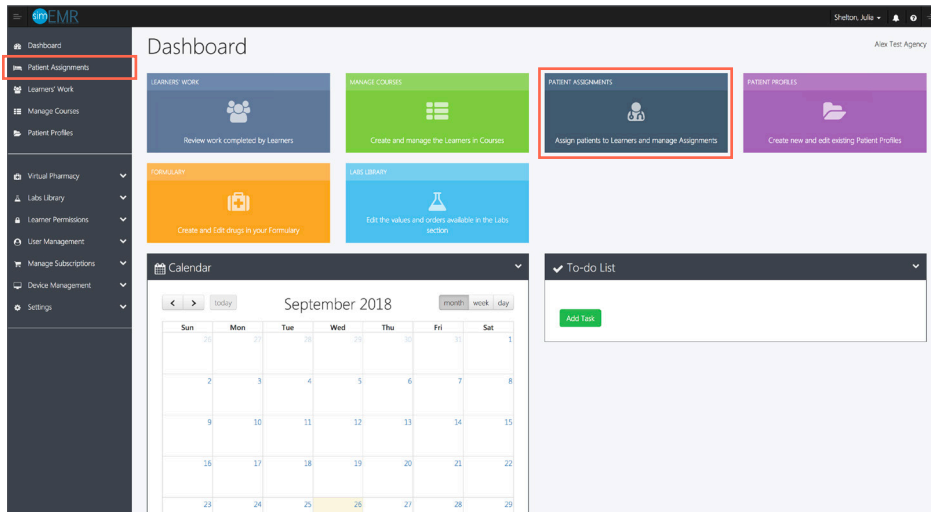 simEMR
Shelton, Julia
Dashboard
Patient Assignments
Learners' Work
Manage Courses
Patient Profiles
Virtual Pharmacy
Labs Library
Learner Permissions
User Management
Manage Subscriptions
Device Management
Settings
Dashboard
Alex Test Agency
LEARNERS' WORK
Review work completed by Learners
MANAGE COURSES
Create and manage the Learners in Courses
PATIENT ASSIGNMENTS
Assign patients to Learners and manage Assignments
PATIENT PROFILES
Create new and edit existing Patient Profiles
FORMULARY
Create and Edit drugs in your Formulary
LABS LIBRARY
Edit the values and orders available in the Labs
section
Calendar
today
September 2018
month week day
Sun Mon Tue Wed Thu Fri Sat
26 27 28 29 30 31 1
2 3 4 5 6 7 8
9 10 11 12 13 14 15
16 17 18 19 20 21 22
23 24 25 26 27 28 29
To-do List
Add Task